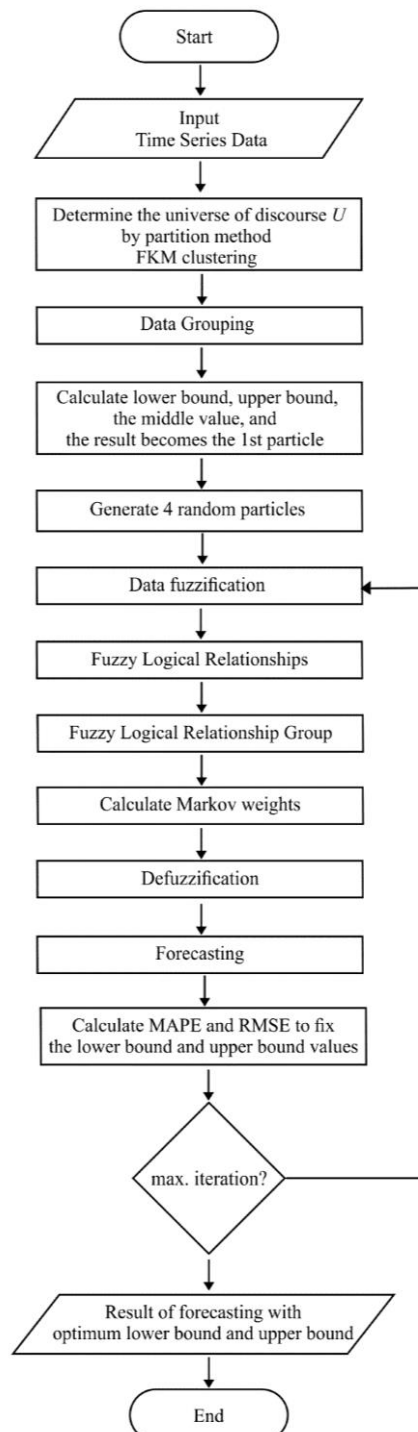 Start
Input
Time Series Data
Determine the universe of discourse U
by partition method
FKM clustering
Data Grouping
Calculate lower bound, upper bound,
the middle value, and
the result becomes the 1st particle
Generate 4 random particles
Data fuzzification
Fuzzy Logical Relationships
Fuzzy Logical Relationship Group
Calculate Markov weights
Defuzzification
Forecasting
Calculate MAPE and RMSE to fix
the lower bound and upper bound values
max. iteration?
Result of forecasting with
optimum lower bound and upper bound
End